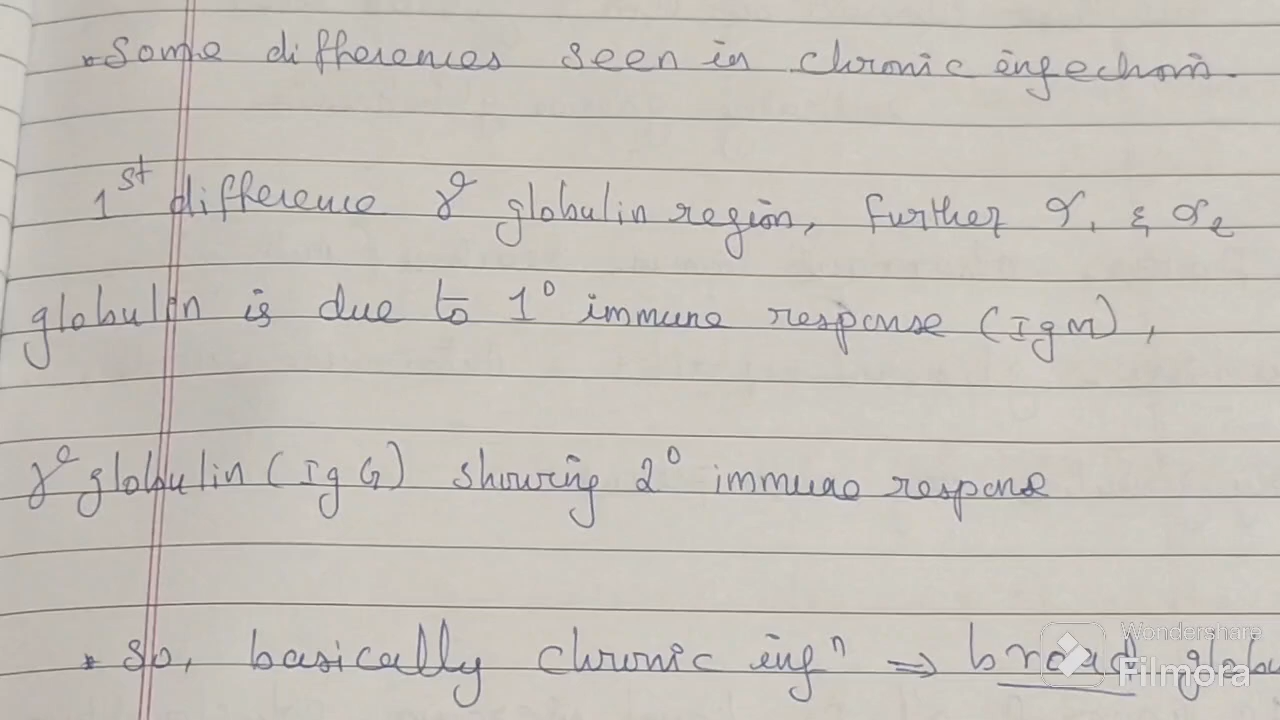 • Some differences seen in chronic infection.
1st difference γ globulin region, further γ1 & γ2
globulin is due to 1° immune response (IgM),
γ globulin (IgG) showing 2° immune response
* So, basically chronic infn ⇒ broad globu
Wondershare
Filmora